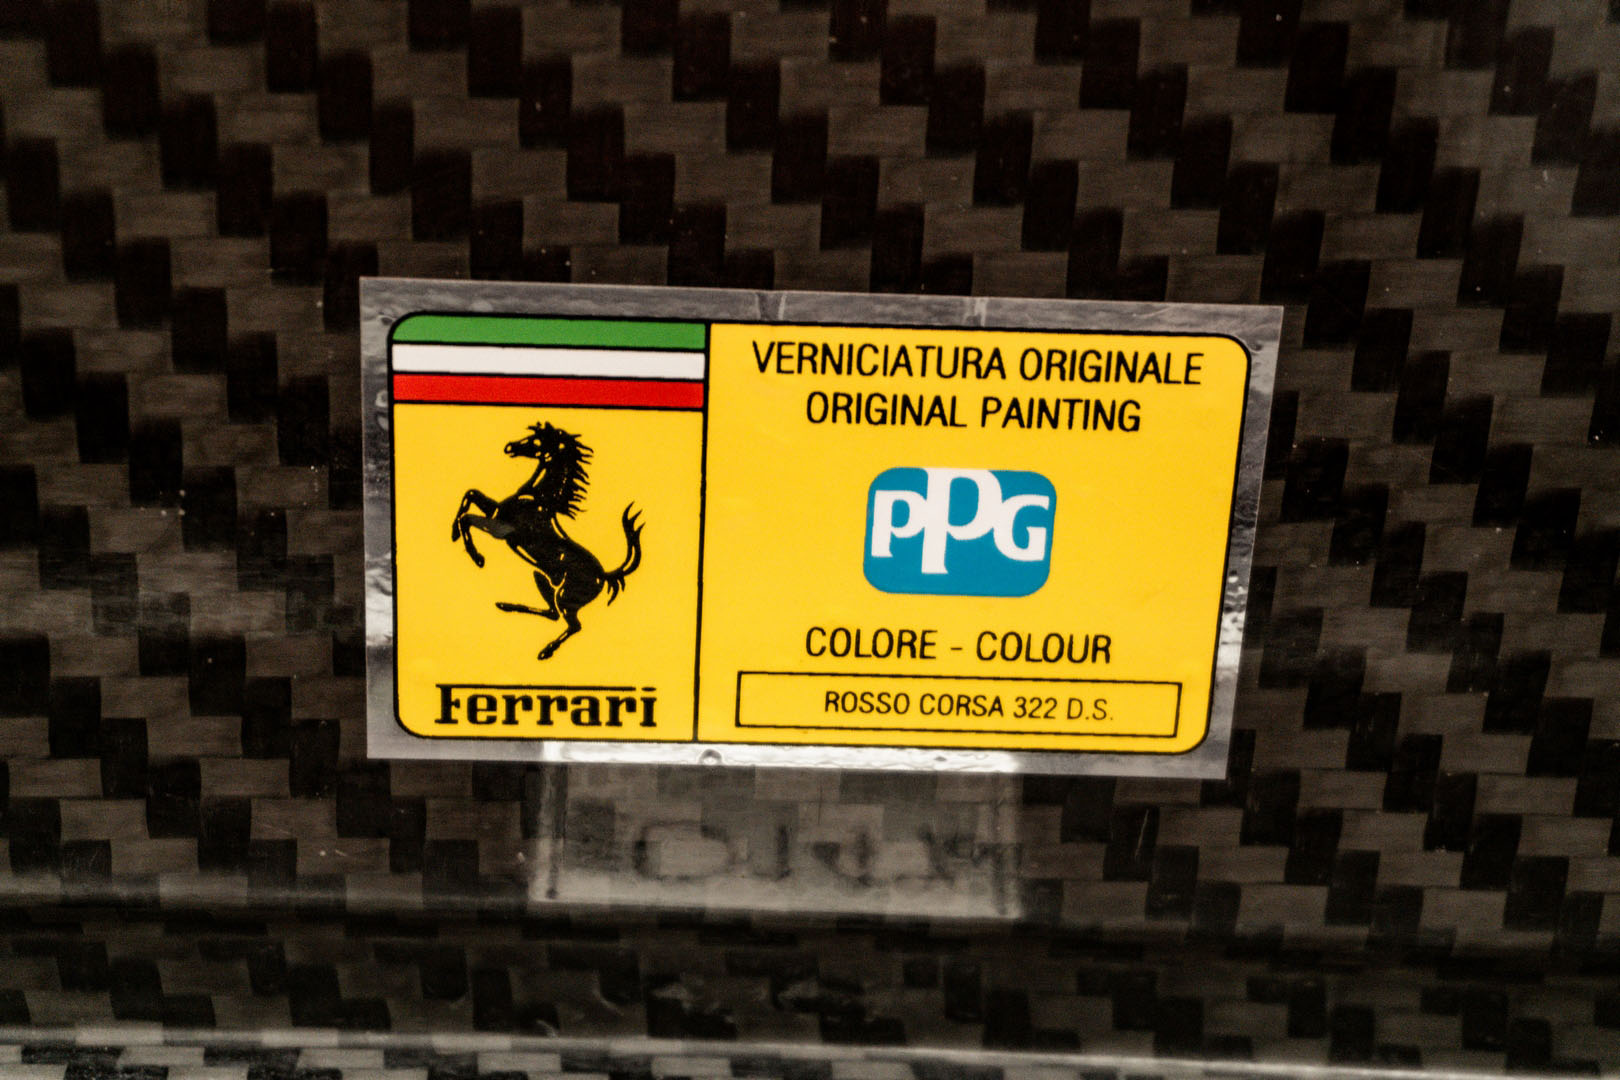 Ferrari
VERNICIATURA ORIGINALE
ORIGINAL PAINTING
PPG
COLORE - COLOUR
ROSSO CORSA 322 D.S.